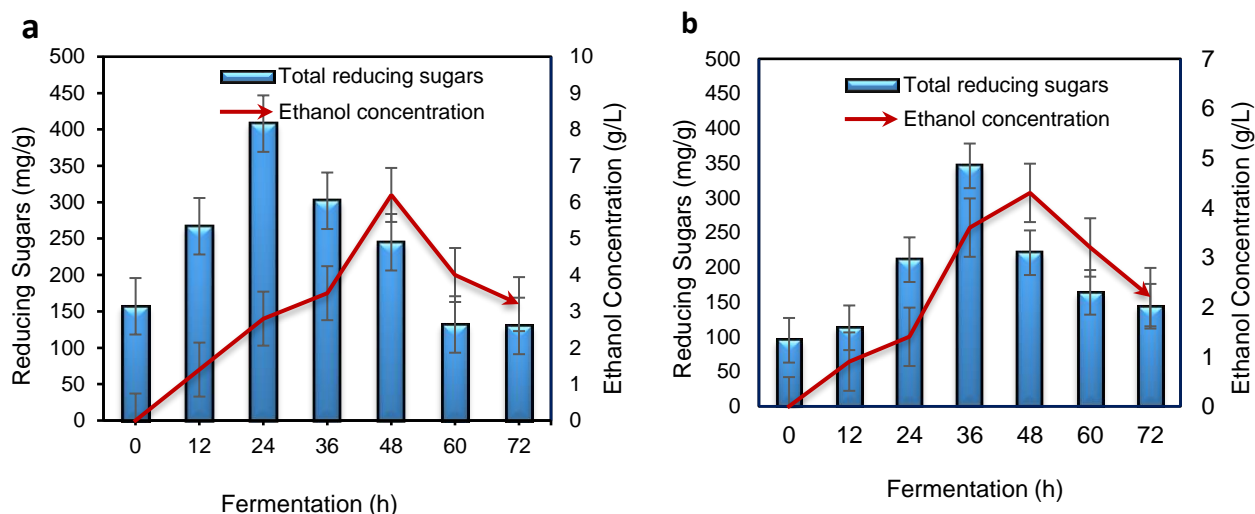 a
500
450
400
350
300
250
200
150
100
50
0
Reducing Sugars (mg/g)
Total reducing sugars
Ethanol concentration
10
9
8
7
6
5
4
3
2
1
0
Ethanol Concentration (g/L)
0 12 24 36 48 60 72
Fermentation (h)
b
500
450
400
350
300
250
200
150
100
50
0
Reducing Sugars (mg/g)
Total reducing sugars
Ethanol concentration
7
6
5
4
3
2
1
0
Ethanol Concentration (g/L)
0 12 24 36 48 60 72
Fermentation (h)